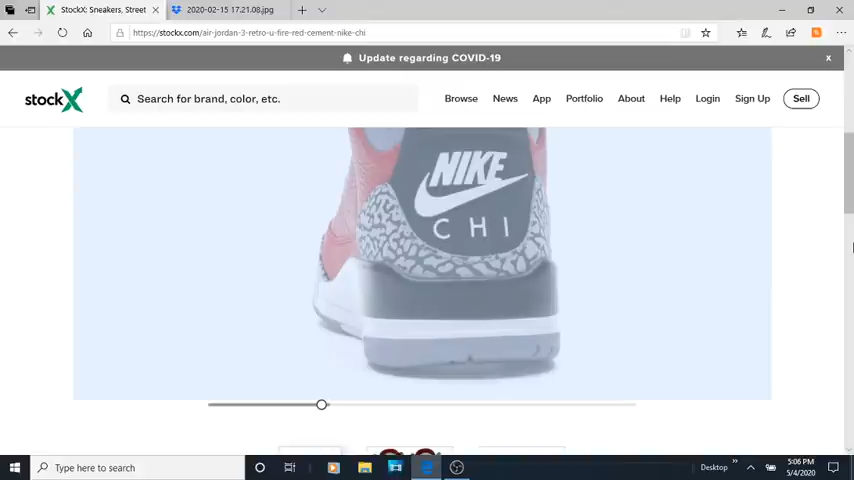 StockX: Sneakers, Street
2020-02-15 17.21.08.jpg
https://stockx.com/air-jordan-3-retro-u-fire-red-cement-nike-chi
Update regarding COVID-19
x
stockX
Search for brand, color, etc.
Browse
News
App
Portfolio
About
Help
Login
Sign Up
Sell
NIKE
CHI
Type here to search
Desktop
5:06 PM
5/4/2020